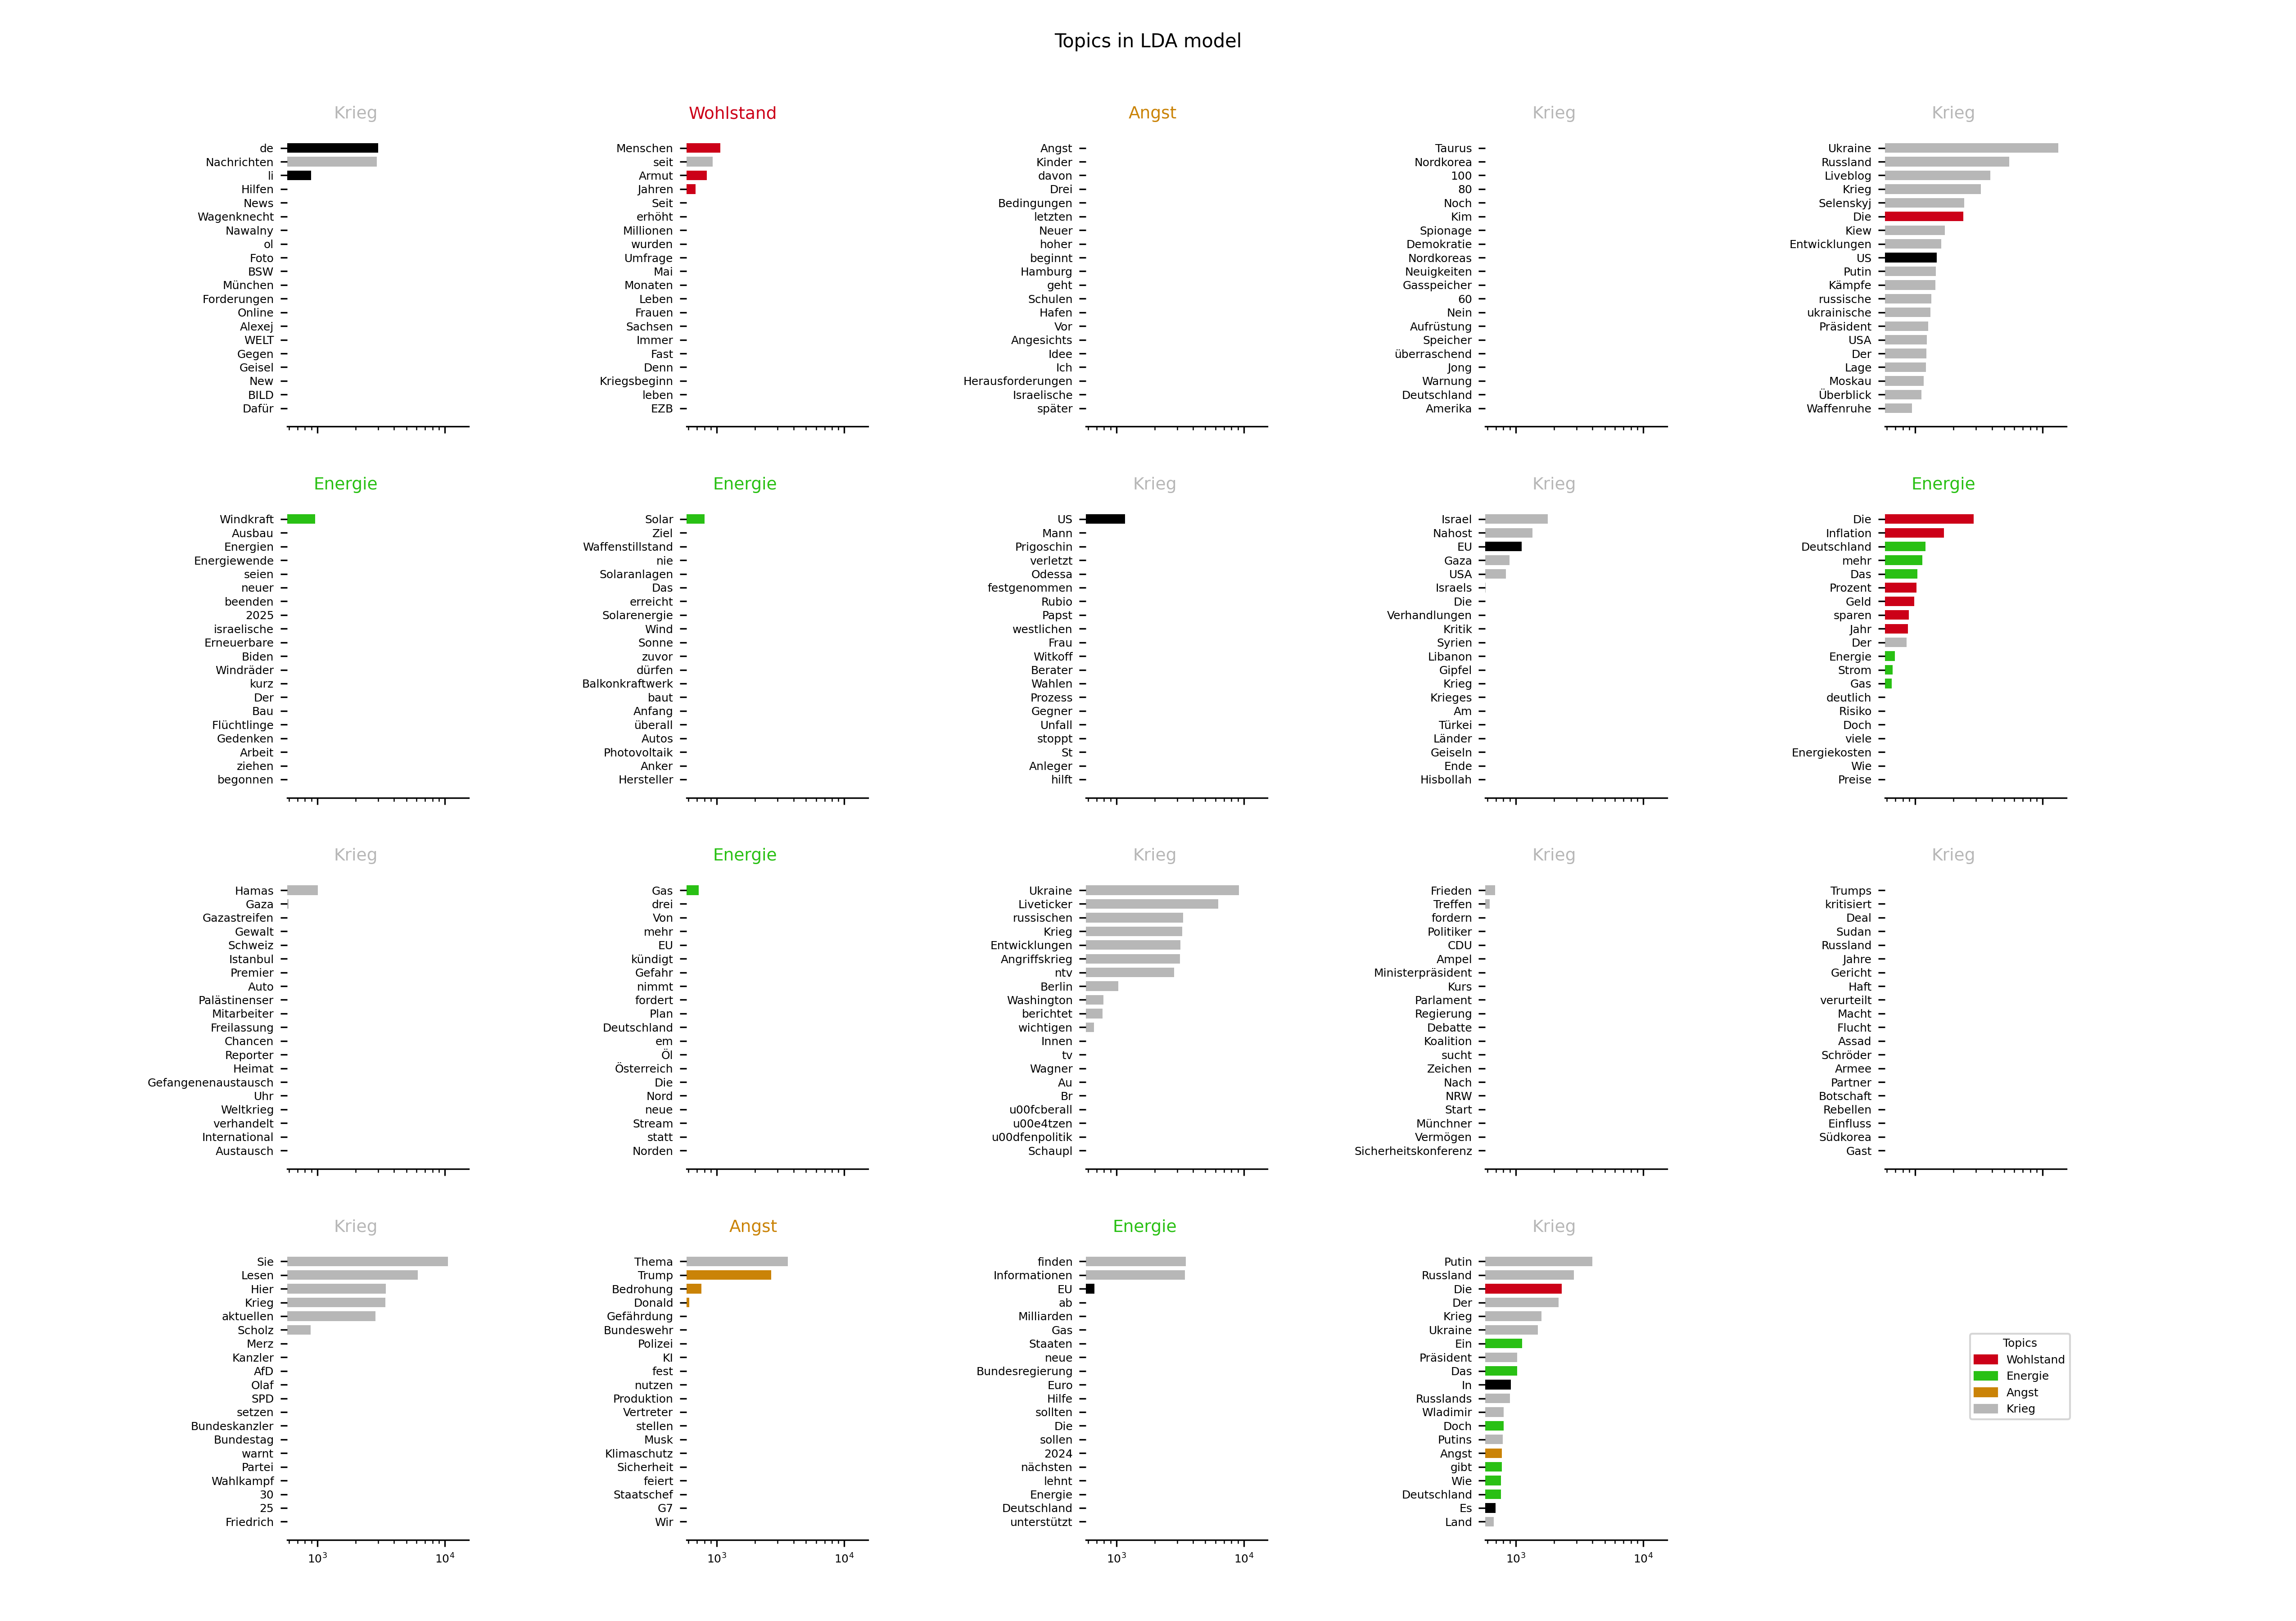 Topics in LDA model
Krieg
de
Nachrichten
li
Hilfen
News
Wagenknecht
Nawalny
ol
Foto
BSW
München
Forderungen
Online
Alexej
WELT
Gegen
Geisel
New
BILD
Dafür
Wohlstand
Menschen
seit
Armut
Jahren
Seit
erhöht
Millionen
wurden
Umfrage
Mai
Monaten
Leben
Frauen
Sachsen
Immer
Fast
Denn
Kriegsbeginn
leben
EZB
Angst
Angst
Kinder
davon
Drei
Bedingungen
letzten
Neuer
hoher
beginnt
Hamburg
geht
Schulen
Hafen
Vor
Angesichts
Idee
Ich
Herausforderungen
Israelische
später
Krieg
Taurus
Nordkorea
100
80
Noch
Kim
Spionage
Demokratie
Nordkoreas
Neuigkeiten
Gasspeicher
60
Nein
Aufrüstung
Speicher
überraschend
Jong
Warnung
Deutschland
Amerika
Krieg
Ukraine
Russland
Liveblog
Krieg
Selenskyj
Die
Kiew
Entwicklungen
US
Putin
Kämpfe
russische
ukrainische
Präsident
USA
Der
Lage
Moskau
Überblick
Waffenruhe
Energie
Windkraft
Ausbau
Energien
Energiewende
seien
neuer
beenden
2025
israelische
Erneuerbare
Biden
Windräder
kurz
Der
Bau
Flüchtlinge
Gedenken
Arbeit
ziehen
begonnen
Energie
Solar
Ziel
Waffenstillstand
nie
Solaranlagen
Das
erreicht
Solarenergie
Wind
Sonne
zuvor
dürfen
Balkonkraftwerk
baut
Anfang
überall
Autos
Photovoltaik
Anker
Hersteller
Krieg
US
Mann
Prigoschin
verletzt
Odessa
festgenommen
Rubio
Papst
westlichen
Frau
Witkoff
Berater
Wahlen
Prozess
Gegner
Unfall
stoppt
St
Anleger
hilft
Krieg
Israel
Nahost
EU
Gaza
USA
Israels
Die
Verhandlungen
Kritik
Syrien
Libanon
Gipfel
Krieg
Krieges
Am
Türkei
Länder
Geiseln
Ende
Hisbollah
Energie
Die
Inflation
Deutschland
mehr
Das
Prozent
Geld
sparen
Jahr
Der
Energie
Strom
Gas
deutlich
Risiko
Doch
viele
Energiekosten
Wie
Preise
Krieg
Hamas
Gaza
Gazastreifen
Gewalt
Schweiz
Istanbul
Premier
Auto
Palästinenser
Mitarbeiter
Freilassung
Chancen
Reporter
Heimat
Gefangenenaustausch
Uhr
Weltkrieg
verhandelt
International
Austausch
Energie
Gas
drei
Von
mehr
EU
kündigt
Gefahr
nimmt
fordert
Plan
Deutschland
em
Öl
Österreich
Die
Nord
neue
Stream
statt
Norden
Krieg
Ukraine
Liveticker
russischen
Krieg
Entwicklungen
Angriffskrieg
ntv
Berlin
Washington
berichtet
wichtigen
Innen
tv
Wagner
Au
Br
u00fcberall
u00e4tzen
u00dfenpolitik
Schaupl
Krieg
Frieden
Treffen
fordern
Politiker
CDU
Ampel
Ministerpräsident
Kurs
Parlament
Regierung
Debatte
Koalition
sucht
Zeichen
Nach
NRW
Start
Münchner
Vermögen
Sicherheitskonferenz
Krieg
Trumps
kritisiert
Deal
Sudan
Russland
Jahre
Gericht
Haft
verurteilt
Macht
Flucht
Assad
Schröder
Armee
Partner
Botschaft
Rebellen
Einfluss
Südkorea
Gast
Krieg
Sie
Lesen
Hier
Krieg
aktuellen
Scholz
Merz
Kanzler
AfD
Olaf
SPD
setzen
Bundeskanzler
Bundestag
warnt
Partei
Wahlkampf
30
25
Friedrich
10³ 10⁴
Angst
Thema
Trump
Bedrohung
Donald
Gefährdung
Bundeswehr
Polizei
KI
fest
nutzen
Produktion
Vertreter
stellen
Musk
Klimaschutz
Sicherheit
feiert
Staatschef
G7
Wir
10³ 10⁴
Energie
finden
Informationen
EU
ab
Milliarden
Gas
Staaten
neue
Bundesregierung
Euro
Hilfe
sollten
Die
sollen
2024
nächsten
lehnt
Energie
Deutschland
unterstützt
10³ 10⁴
Krieg
Putin
Russland
Die
Der
Krieg
Ukraine
Ein
Präsident
Das
In
Russlands
Wladimir
Doch
Putins
Angst
gibt
Wie
Deutschland
Es
Land
10³ 10⁴
Topics
Wohlstand
Energie
Angst
Krieg